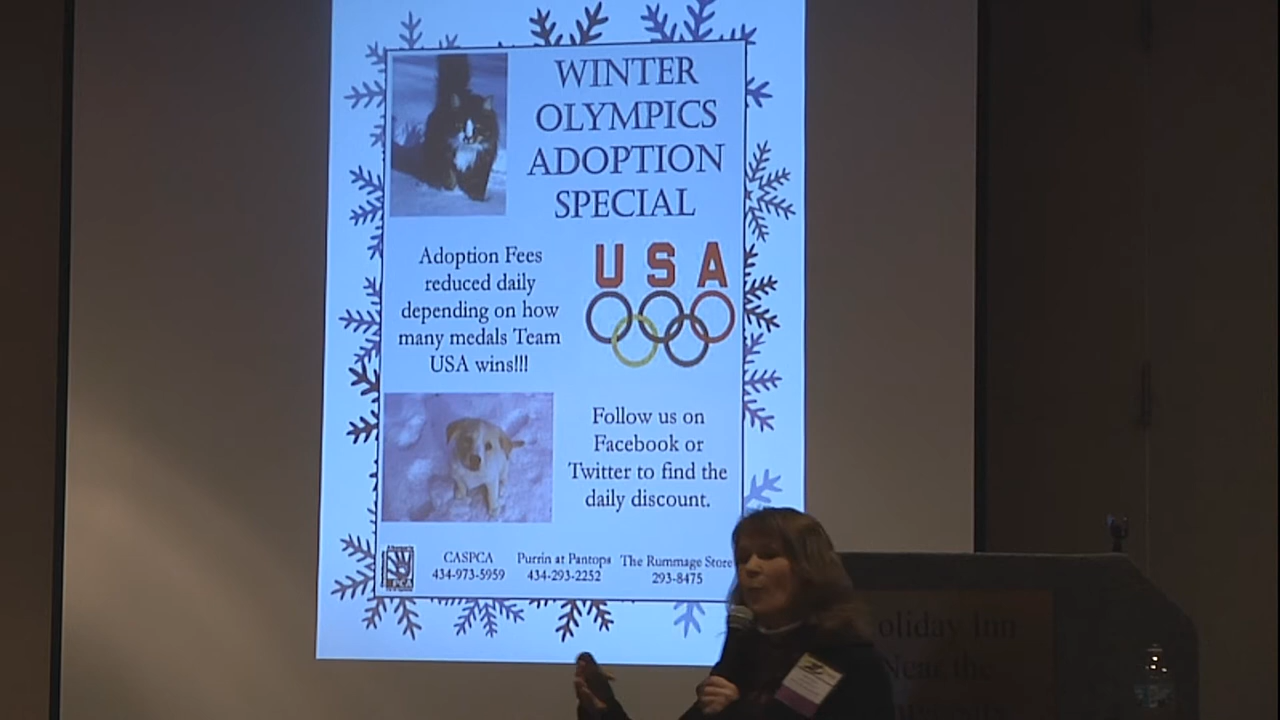 WINTER
OLYMPICS
ADOPTION
SPECIAL
Adoption Fees
reduced daily
depending on how
many medals Team
USA wins!!!
USA
Follow us on
Facebook or
Twitter to find the
daily discount.
CASPCA
434-973-5959
Purrin at Pantops
434-293-2252
The Rummage Store
293-8475
oliday Inn
Near the